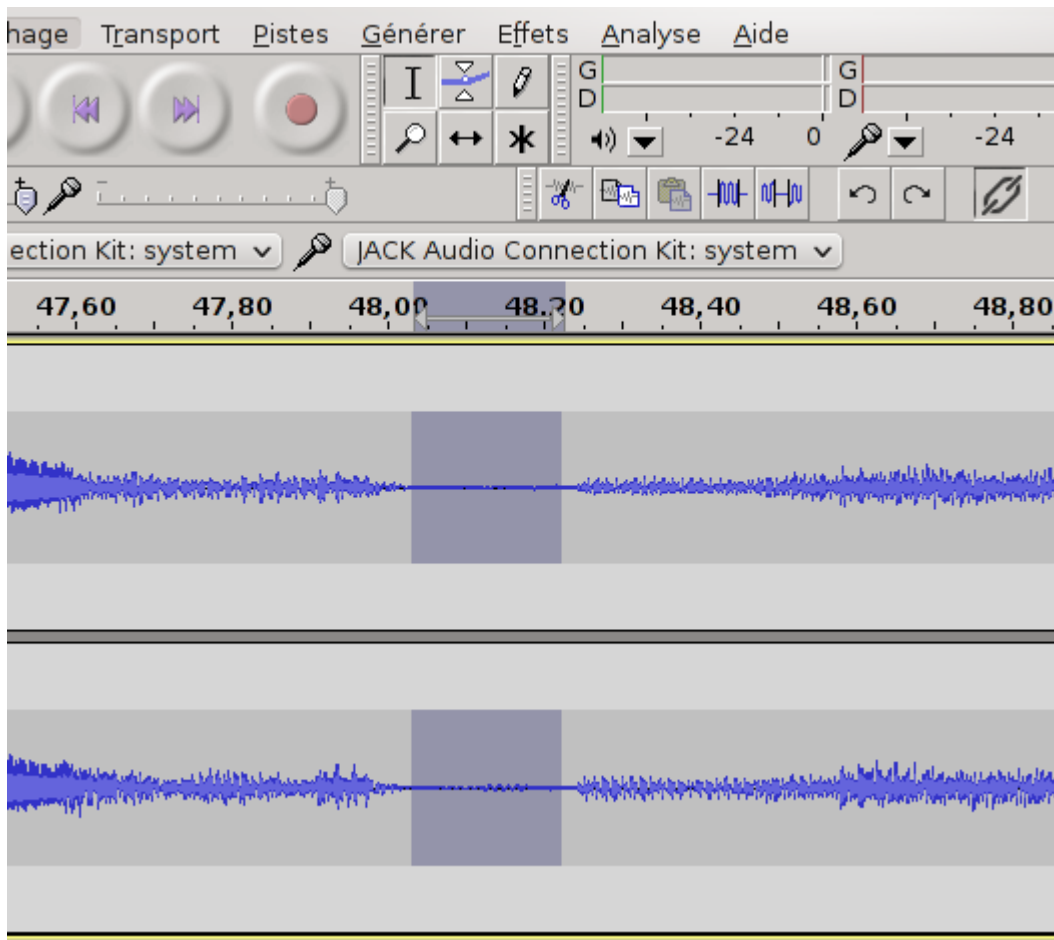 hage Transport Pistes Générer Effets Analyse Aide
G G
D D
-24 0 -24
- + - +
ection Kit: system JACK Audio Connection Kit: system
47,60 47,80 48,00 48,20 48,40 48,60 48,80